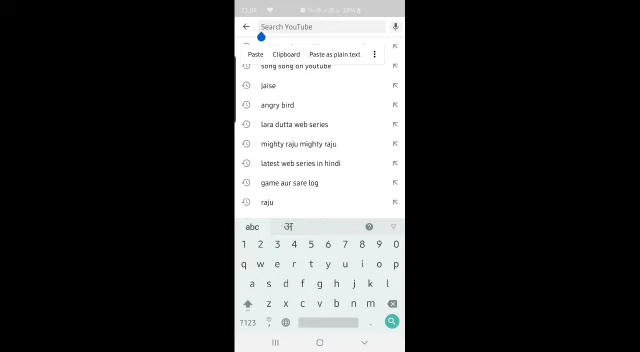 Search YouTube
Paste Clipboard Paste as plain text
song song on youtube
jaise
angry bird
lara dutta web series
mighty raju mighty raju
latest web series in hindi
game aur sare log
raju
abc अ
1 2 3 4 5 6 7 8 9 0
q w e r t y u i o p
a s d f g h j k l
z x c v b n m
?123 , .